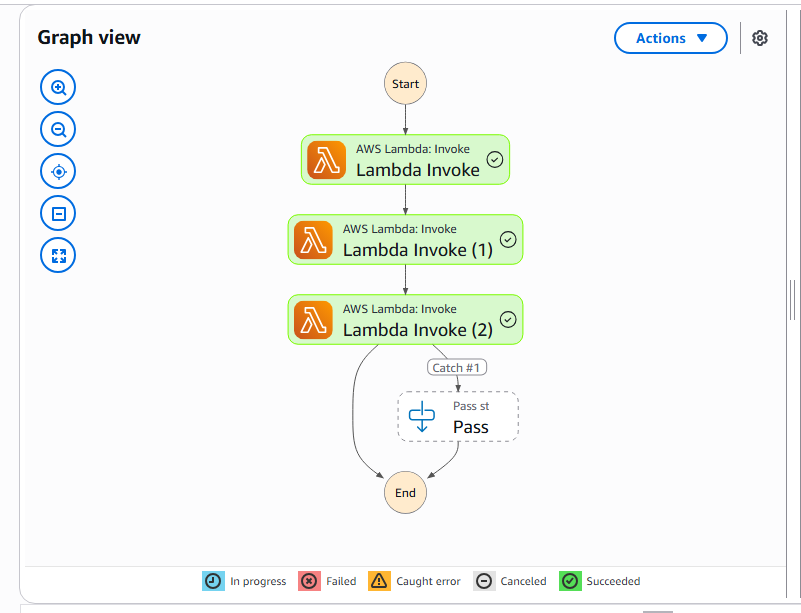 Graph view
Actions
Start
AWS Lambda: Invoke
Lambda Invoke
AWS Lambda: Invoke
Lambda Invoke (1)
AWS Lambda: Invoke
Lambda Invoke (2)
Catch #1
Pass st
Pass
End
In progress Failed Caught error Canceled Succeeded